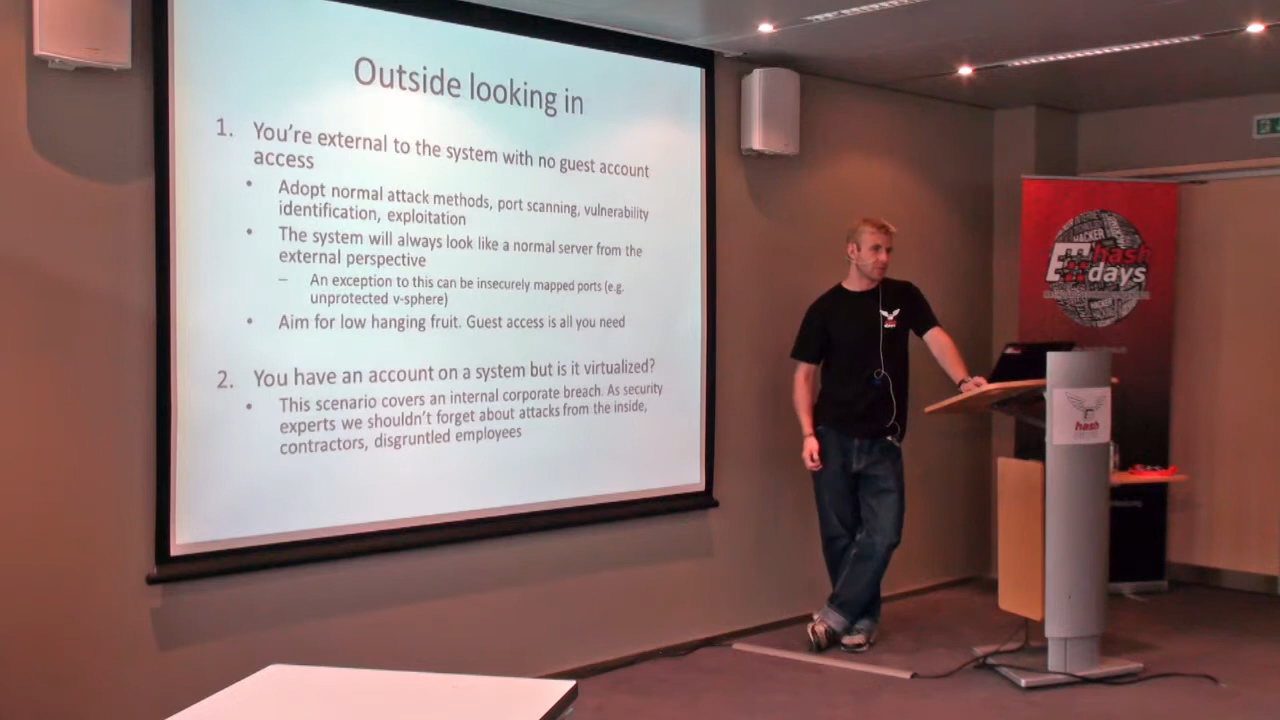 Outside looking in
1. You're external to the system with no guest account
access
• Adopt normal attack methods, port scanning, vulnerability
identification, exploitation
• The system will always look like a normal server from the
external perspective
– An exception to this can be insecurely mapped ports (e.g.
unprotected v-sphere)
• Aim for low hanging fruit. Guest access is all you need
2. You have an account on a system but is it virtualized?
• This scenario covers an internal corporate breach. As security
experts we shouldn't forget about attacks from the inside,
contractors, disgruntled employees
HACKER
hash
days
hash